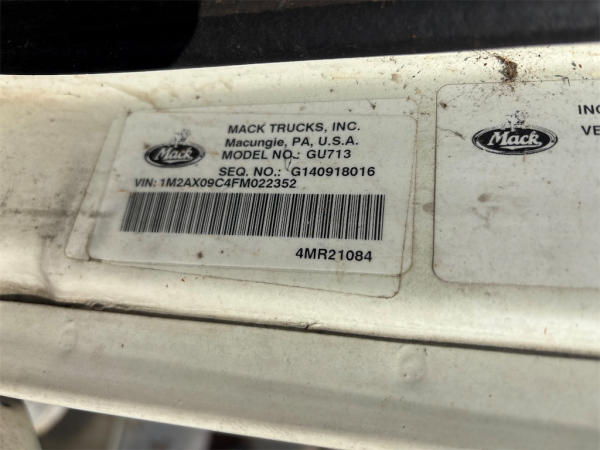 Mack
MACK TRUCKS, INC.
Macungie, PA, U.S.A.
MODEL NO.: GU713
SEQ. NO.: G140918016
VIN: 1M2AX09C4FM022352
4MR21084
Mack
INC
VE